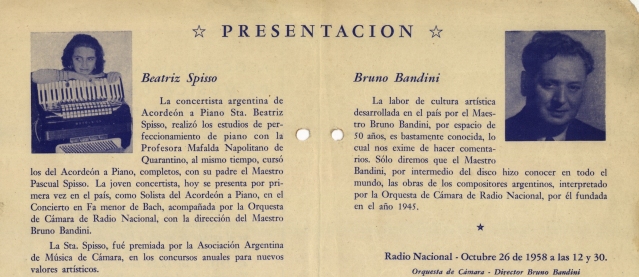 ☆ PRESENTACION ☆
Beatriz Spisso
La concertista argentina de
Acordeón a Piano Sta. Beatriz
Spisso, realizó los estudios de per-
feccionamiento de piano con la
Profesora Mafalda Napolitano de
Quarantino, al mismo tiempo, cursó
los del Acordeón a Piano, completos, con su padre el Maestro
Pascual Spisso. La joven concertista, hoy se presenta por pri-
mera vez en el país, como Solista del Acordeón a Piano, en el
Concierto en Fa menor de Bach, acompañada por la Orquesta
de Cámara de Radio Nacional, con la dirección del Maestro
Bruno Bandini.
La Sta. Spisso, fué premiada por la Asociación Argentina
de Música de Cámara, en los concursos anuales para nuevos
valores artísticos.
Bruno Bandini
La labor de cultura artística
desarrollada en el país por el Maes-
tro Bruno Bandini, por espacio de
50 años, es bastamente conocida, lo
cual nos exime de hacer comenta-
rios. Sólo diremos que el Maestro
Bandini, por intermedio del disco hizo conocer en todo el
mundo, las obras de los compositores argentinos, interpretado
por la Orquesta de Cámara de Radio Nacional, por él fundada
en el año 1945.
★
Radio Nacional - Octubre 26 de 1958 a las 12 y 30.
Orquesta de Cámara - Director Bruno Bandini